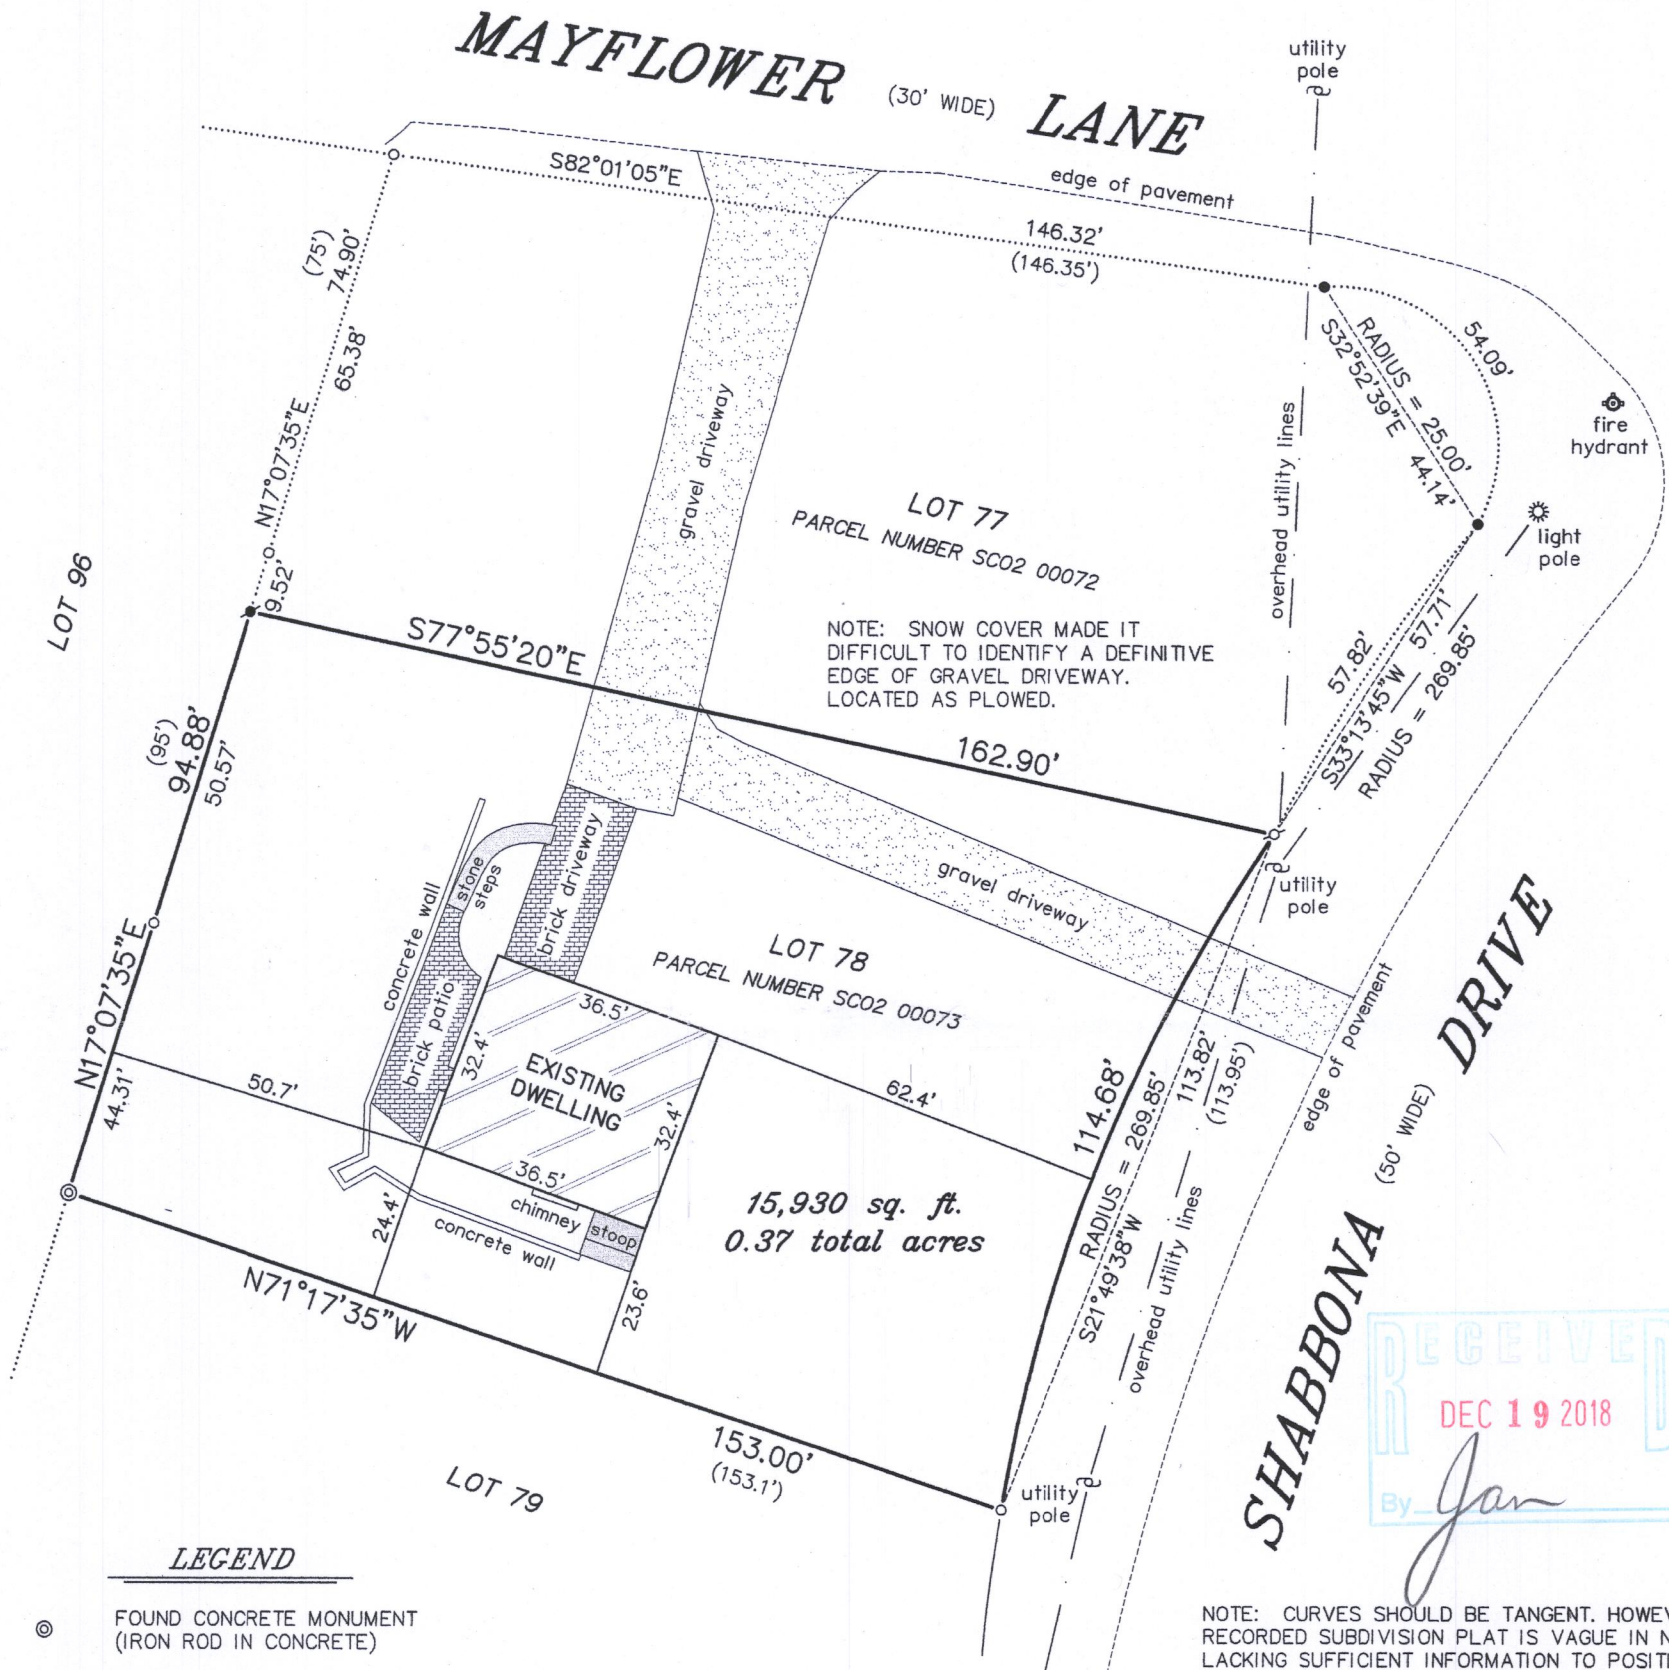 MAYFLOWER (30' WIDE) LANE
utility
pole
S82°01'05"E
edge of pavement
146.32'
(146.35')
(75')
74.90'
65.38'
N17°07'35"E
9.52'
LOT 96
gravel driveway
LOT 77
PARCEL NUMBER SC02 00072
NOTE: SNOW COVER MADE IT
DIFFICULT TO IDENTIFY A DEFINITIVE
EDGE OF GRAVEL DRIVEWAY.
LOCATED AS PLOWED.
overhead utility lines
RADIUS = 25.00'
S32°52'39"E 44.14'
54.09'
fire
hydrant
light
pole
57.82'
S33°13'45"W 57.71'
RADIUS = 269.85'
S77°55'20"E
162.90'
(95')
94.88'
50.57'
N17°07'35"E
44.31'
concrete wall
stone
steps
brick driveway
brick patio
gravel driveway
utility
pole
LOT 78
PARCEL NUMBER SC02 00073
36.5'
32.4'
EXISTING
DWELLING
32.4'
36.5'
50.7'
62.4'
chimney
stoop
concrete wall
24.4'
23.6'
15,930 sq. ft.
0.37 total acres
114.68'
RADIUS = 269.85'
S21°49'38"W 113.82'
(113.95')
overhead utility lines
edge of pavement
SHABBONA (50' WIDE) DRIVE
N71°17'35"W
153.00'
(153.1')
utility
pole
LOT 79
RECEIVED
DEC 19 2018
By Jan
LEGEND
FOUND CONCRETE MONUMENT
(IRON ROD IN CONCRETE)
NOTE: CURVES SHOULD BE TANGENT. HOWEV
RECORDED SUBDIVISION PLAT IS VAGUE IN N
LACKING SUFFICIENT INFORMATION TO POSIT